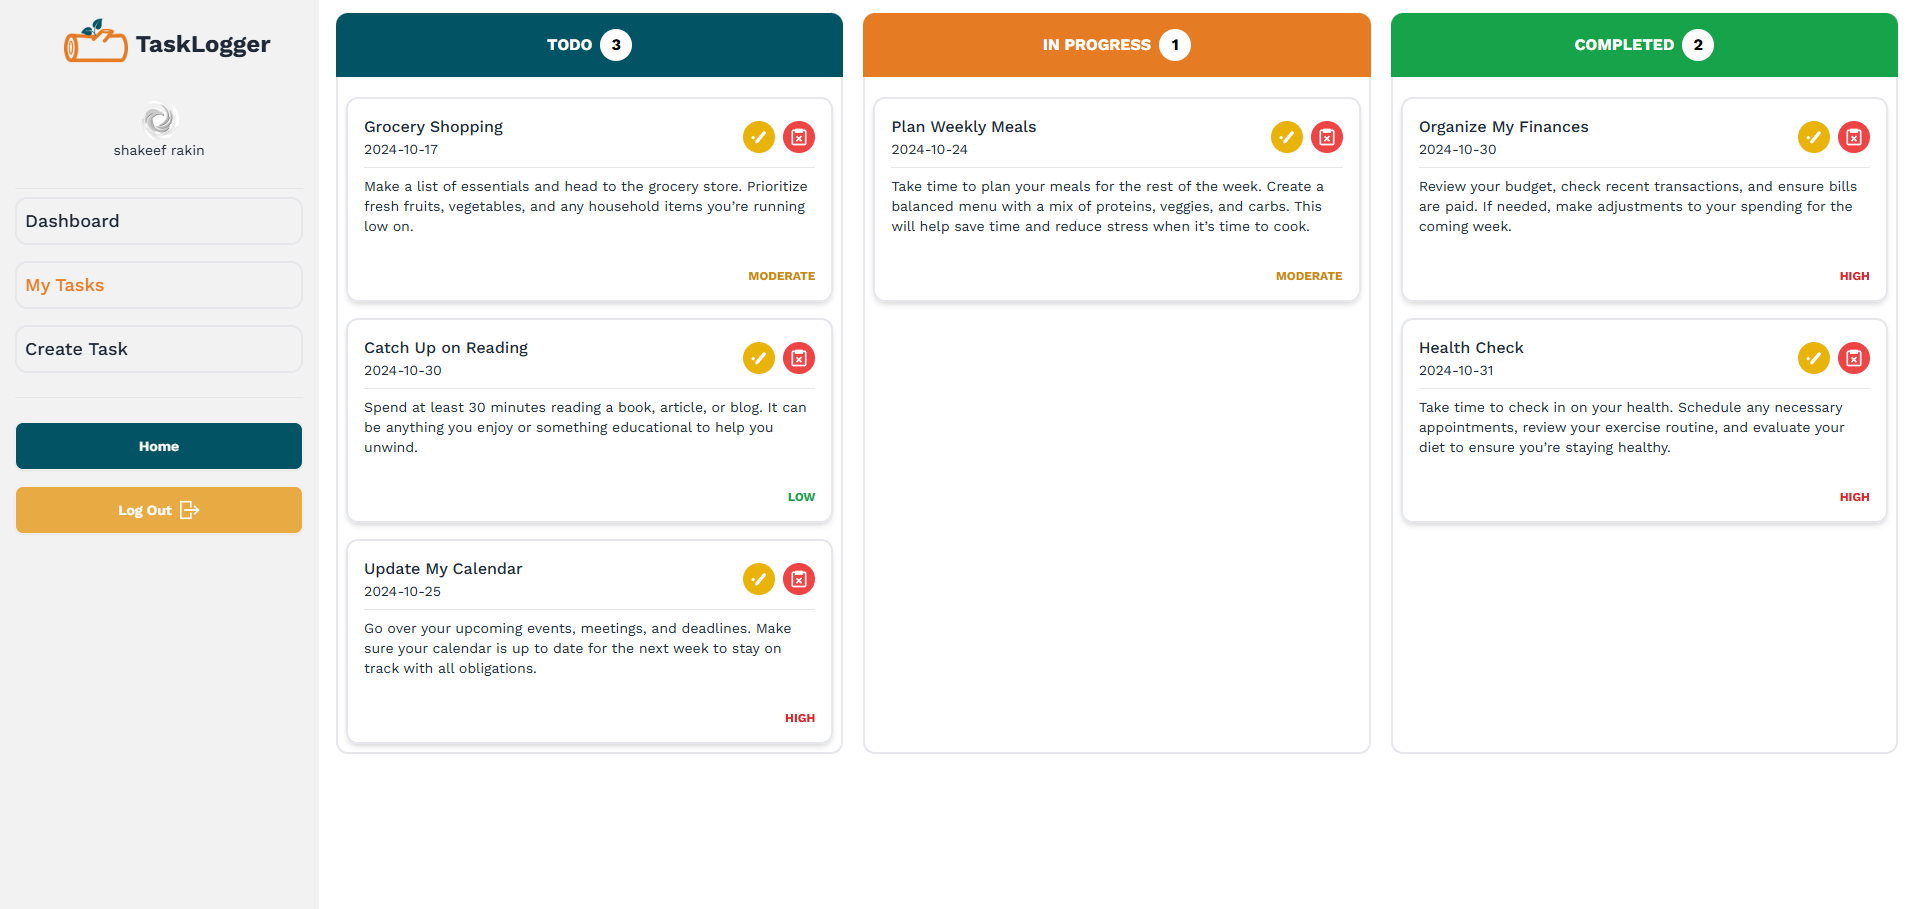 TaskLogger
shakeef rakin
Dashboard
My Tasks
Create Task
Home
Log Out
TODO 3
Grocery Shopping
2024-10-17
Make a list of essentials and head to the grocery store. Prioritize
fresh fruits, vegetables, and any household items you’re running
low on.
MODERATE
Catch Up on Reading
2024-10-30
Spend at least 30 minutes reading a book, article, or blog. It can
be anything you enjoy or something educational to help you
unwind.
LOW
Update My Calendar
2024-10-25
Go over your upcoming events, meetings, and deadlines. Make
sure your calendar is up to date for the next week to stay on
track with all obligations.
HIGH
IN PROGRESS 1
Plan Weekly Meals
2024-10-24
Take time to plan your meals for the rest of the week. Create a
balanced menu with a mix of proteins, veggies, and carbs. This
will help save time and reduce stress when it’s time to cook.
MODERATE
COMPLETED 2
Organize My Finances
2024-10-30
Review your budget, check recent transactions, and ensure bills
are paid. If needed, make adjustments to your spending for the
coming week.
HIGH
Health Check
2024-10-31
Take time to check in on your health. Schedule any necessary
appointments, review your exercise routine, and evaluate your
diet to ensure you’re staying healthy.
HIGH